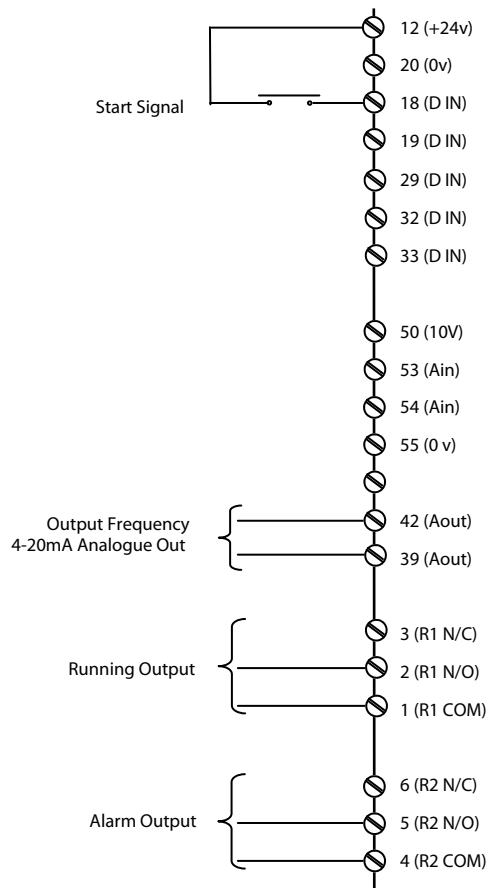 12 (+24v)
20 (0v)
Start Signal
18 (D IN)
19 (D IN)
29 (D IN)
32 (D IN)
33 (D IN)
50 (10V)
53 (Ain)
54 (Ain)
55 (0 v)
Output Frequency
4-20mA Analogue Out
42 (Aout)
39 (Aout)
3 (R1 N/C)
Running Output
2 (R1 N/O)
1 (R1 COM)
6 (R2 N/C)
Alarm Output
5 (R2 N/O)
4 (R2 COM)